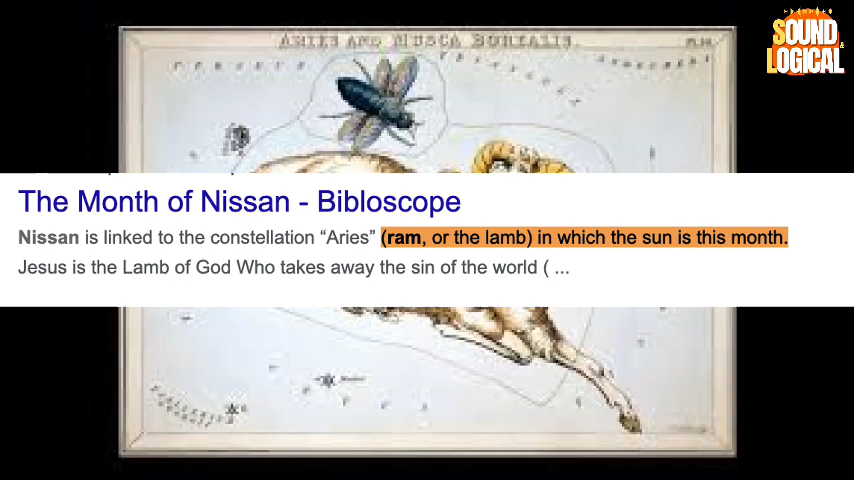 SOUND
& LOGICAL
ARIES AND MUSCA BOREALIS.
The Month of Nissan - Bibloscope
Nissan is linked to the constellation “Aries” (ram, or the lamb) in which the sun is this month.
Jesus is the Lamb of God Who takes away the sin of the world ( ...